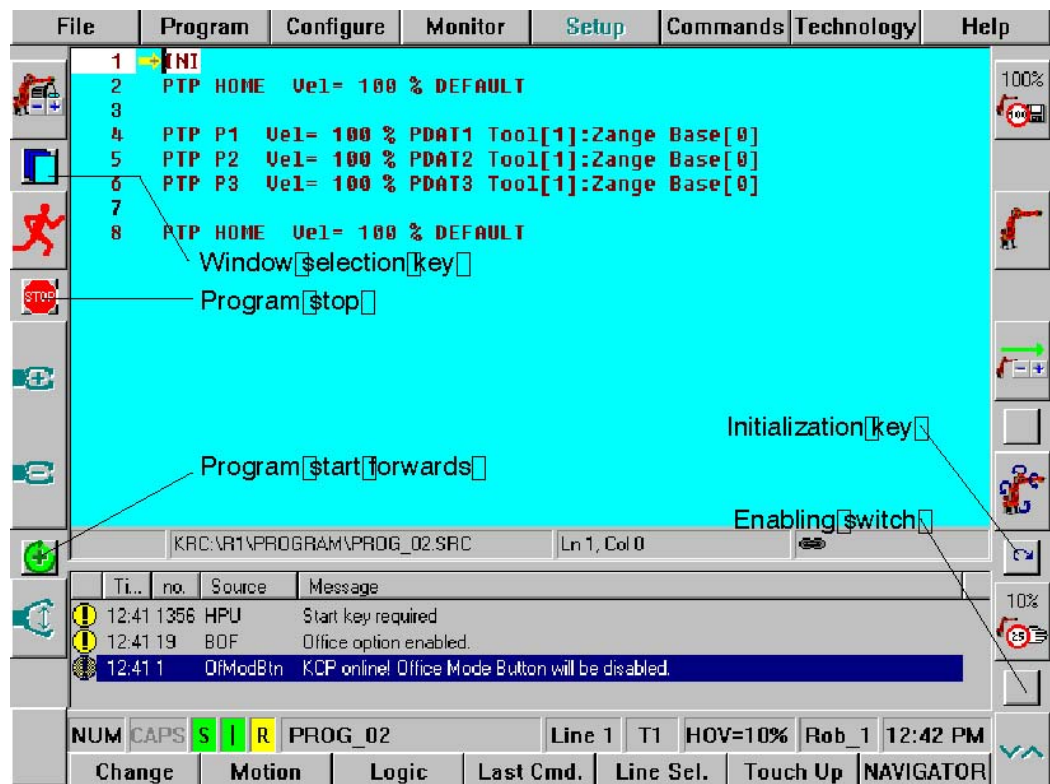 File Program Configure Monitor Setup Commands Technology Help
1 INI
2 PTP HOME Vel= 100 % DEFAULT
3
4 PTP P1 Vel= 100 % PDAT1 Tool[1]:Zange Base[0]
5 PTP P2 Vel= 100 % PDAT2 Tool[1]:Zange Base[0]
6 PTP P3 Vel= 100 % PDAT3 Tool[1]:Zange Base[0]
7
8 PTP HOME Vel= 100 % DEFAULT
100%
100
Window selection key
STOP
Program stop
Initialization key
Program start forwards
Enabling switch
KRC:\R1\PROGRAM\PROG_02.SRC Ln 1, Col 0
Ti... no. Source Message
12:41 1356 HPU Start key required
12:41 19 BOF Office option enabled.
12:41 1 OfModBtn KCP online! Office Mode Button will be disabled.
10%
25
NUM CAPS S I R PROG_02 Line 1 T1 HOV=10% Rob_1 12:42 PM
Change Motion Logic Last Cmd. Line Sel. Touch Up NAVIGATOR